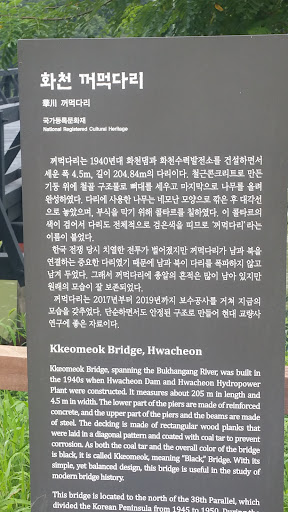 화천 꺼먹다리
華川 꺼먹다리
국가등록문화재
National Registered Cultural Heritage
꺼먹다리는 1940년대 화천댐과 화천수력발전소를 건설하면서
세운 폭 4.5m, 길이 204.84m의 다리이다. 철근콘크리트로 만든
기둥 위에 철골 구조물로 뼈대를 세우고 마지막으로 나무를 올려
완성하였다. 다리에 사용한 나무는 네모난 모양으로 깎은 후 대각선
으로 놓았으며, 부식을 막기 위해 콜타르를 칠하였다. 이 콜타르의
색이 검어서 다리도 전체적으로 검은색을 띠므로 '꺼먹다리'라는
이름이 붙었다.
한국 전쟁 당시 치열한 전투가 벌어졌지만 꺼먹다리가 남과 북을
연결하는 중요한 다리였기 때문에 남과 북이 다리를 폭파하지 않고
남겨 두었다. 그래서 꺼먹다리에 총알의 흔적은 많이 남아 있지만
원래의 모습이 잘 보존되었다.
꺼먹다리는 2017년부터 2019년까지 보수공사를 거쳐 지금의
모습을 갖추었다. 단순하면서도 안정된 구조로 만들어 현대 교량사
연구에 좋은 자료이다.
Kkeomeok Bridge, Hwacheon
Kkeomeok Bridge, spanning the Bukhangang River, was built in
the 1940s when Hwacheon Dam and Hwacheon Hydropower
Plant were constructed. It measures about 205 m in length and
4.5 m in width. The lower part of the piers are made of reinforced
concrete, and the upper part of the piers and the beams are made
of steel. The decking is made of rectangular wood planks that
were laid in a diagonal pattern and coated with coal tar to prevent
corrosion. As both the coal tar and the overall color of the bridge
is black, it is called Kkeomeok, meaning "Black," Bridge. With its
simple, yet balanced design, this bridge is useful in the study of
modern bridge history.
This bridge is located to the north of the 38th Parallel, which
divided the Korean Peninsula from 1945 to 1950. During the